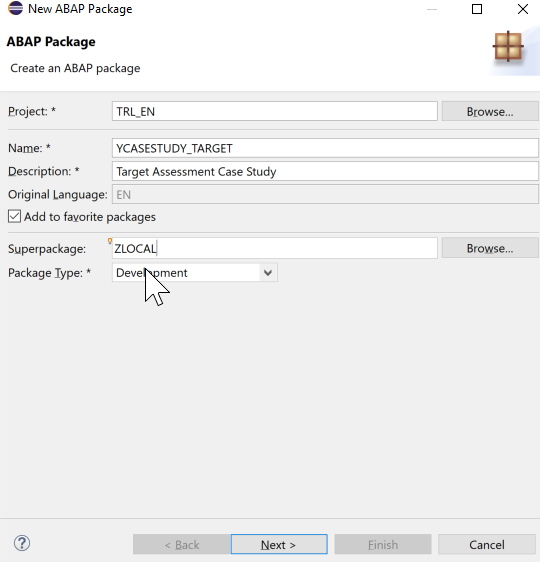 New ABAP Package
ABAP Package
Create an ABAP package
Project: * TRL_EN Browse...
Name: * YCASESTUDY_TARGET
Description: * Target Assessment Case Study
Original Language: EN
Add to favorite packages
Superpackage: ZLOCAL Browse...
Package Type: * Development
? < Back Next > Finish Cancel